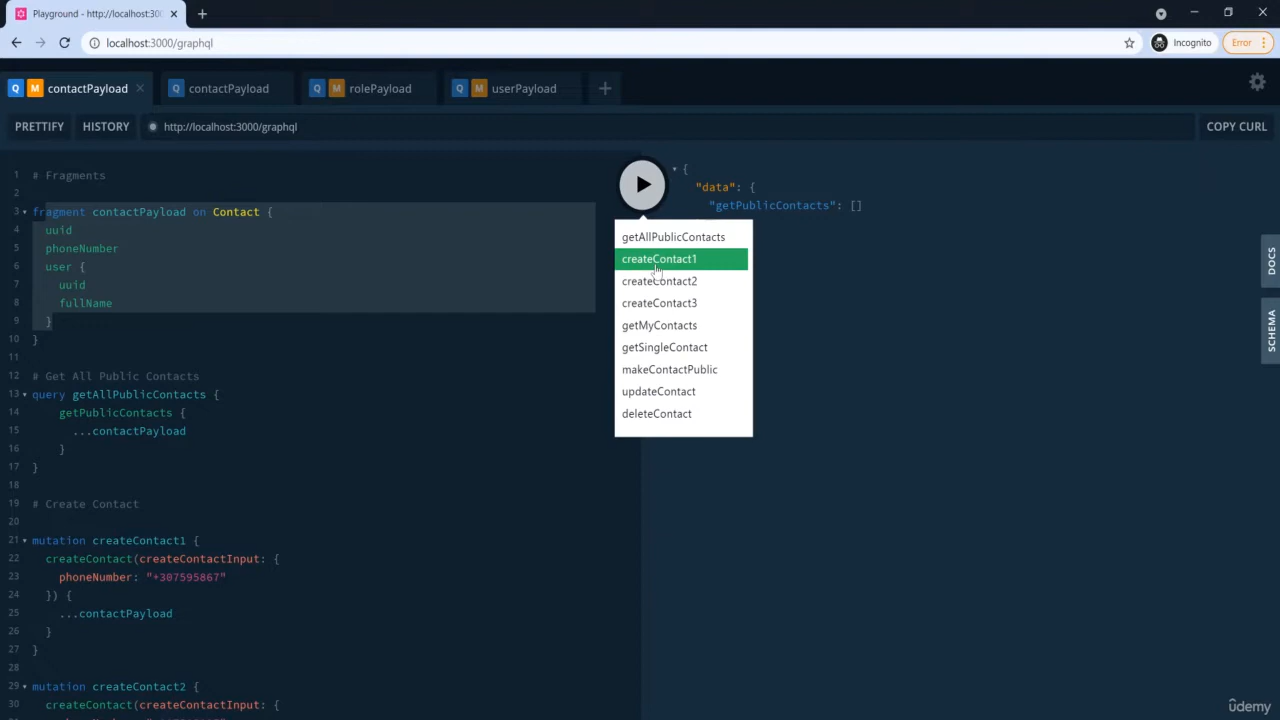 Playground - http://localhost:300
localhost:3000/graphql
Incognito
Error
Q M contactPayload
Q contactPayload
Q M rolePayload
Q M userPayload
PRETTIFY
HISTORY
http://localhost:3000/graphql
COPY CURL
1 # Fragments
2
3 fragment contactPayload on Contact {
4 uuid
5 phoneNumber
6 user {
7 uuid
8 fullName
9 }
10 }
11
12 # Get All Public Contacts
13 query getAllPublicContacts {
14 getPublicContacts {
15 ...contactPayload
16 }
17 }
18
19 # Create Contact
20
21 mutation createContact1 {
22 createContact(createContactInput: {
23 phoneNumber: "+307595867"
24 }) {
25 ...contactPayload
26 }
27 }
28
29 mutation createContact2 {
30 createContact(createContactInput: {
getAllPublicContacts
createContact1
createContact2
createContact3
getMyContacts
getSingleContact
makeContactPublic
updateContact
deleteContact
{
"data": {
"getPublicContacts": []
DOCS
SCHEMA
ûdemy